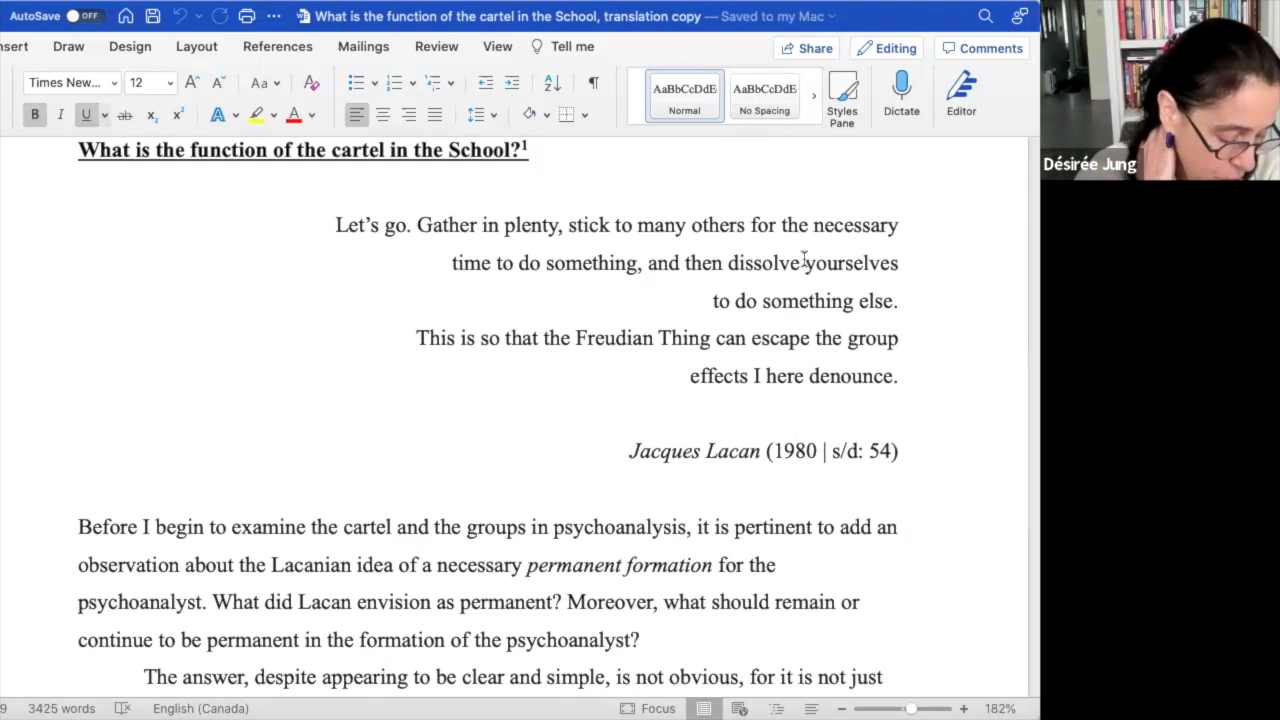 AutoSave OFF What is the function of the cartel in the School, translation copy — Saved to my Mac
nsert Draw Design Layout References Mailings Review View Tell me Share Editing Comments
Times New... 12 A A Aa A
AaBbCcDdE AaBbCcDdE
Normal No Spacing Styles Pane Dictate Editor
B I U ab x2 x2 A A
What is the function of the cartel in the School?1
Let’s go. Gather in plenty, stick to many others for the necessary
time to do something, and then dissolve yourselves
to do something else.
This is so that the Freudian Thing can escape the group
effects I here denounce.
Jacques Lacan (1980 | s/d: 54)
Before I begin to examine the cartel and the groups in psychoanalysis, it is pertinent to add an
observation about the Lacanian idea of a necessary permanent formation for the
psychoanalyst. What did Lacan envision as permanent? Moreover, what should remain or
continue to be permanent in the formation of the psychoanalyst?
The answer, despite appearing to be clear and simple, is not obvious, for it is not just
9 3425 words English (Canada) Focus 182%
Désirée Jung